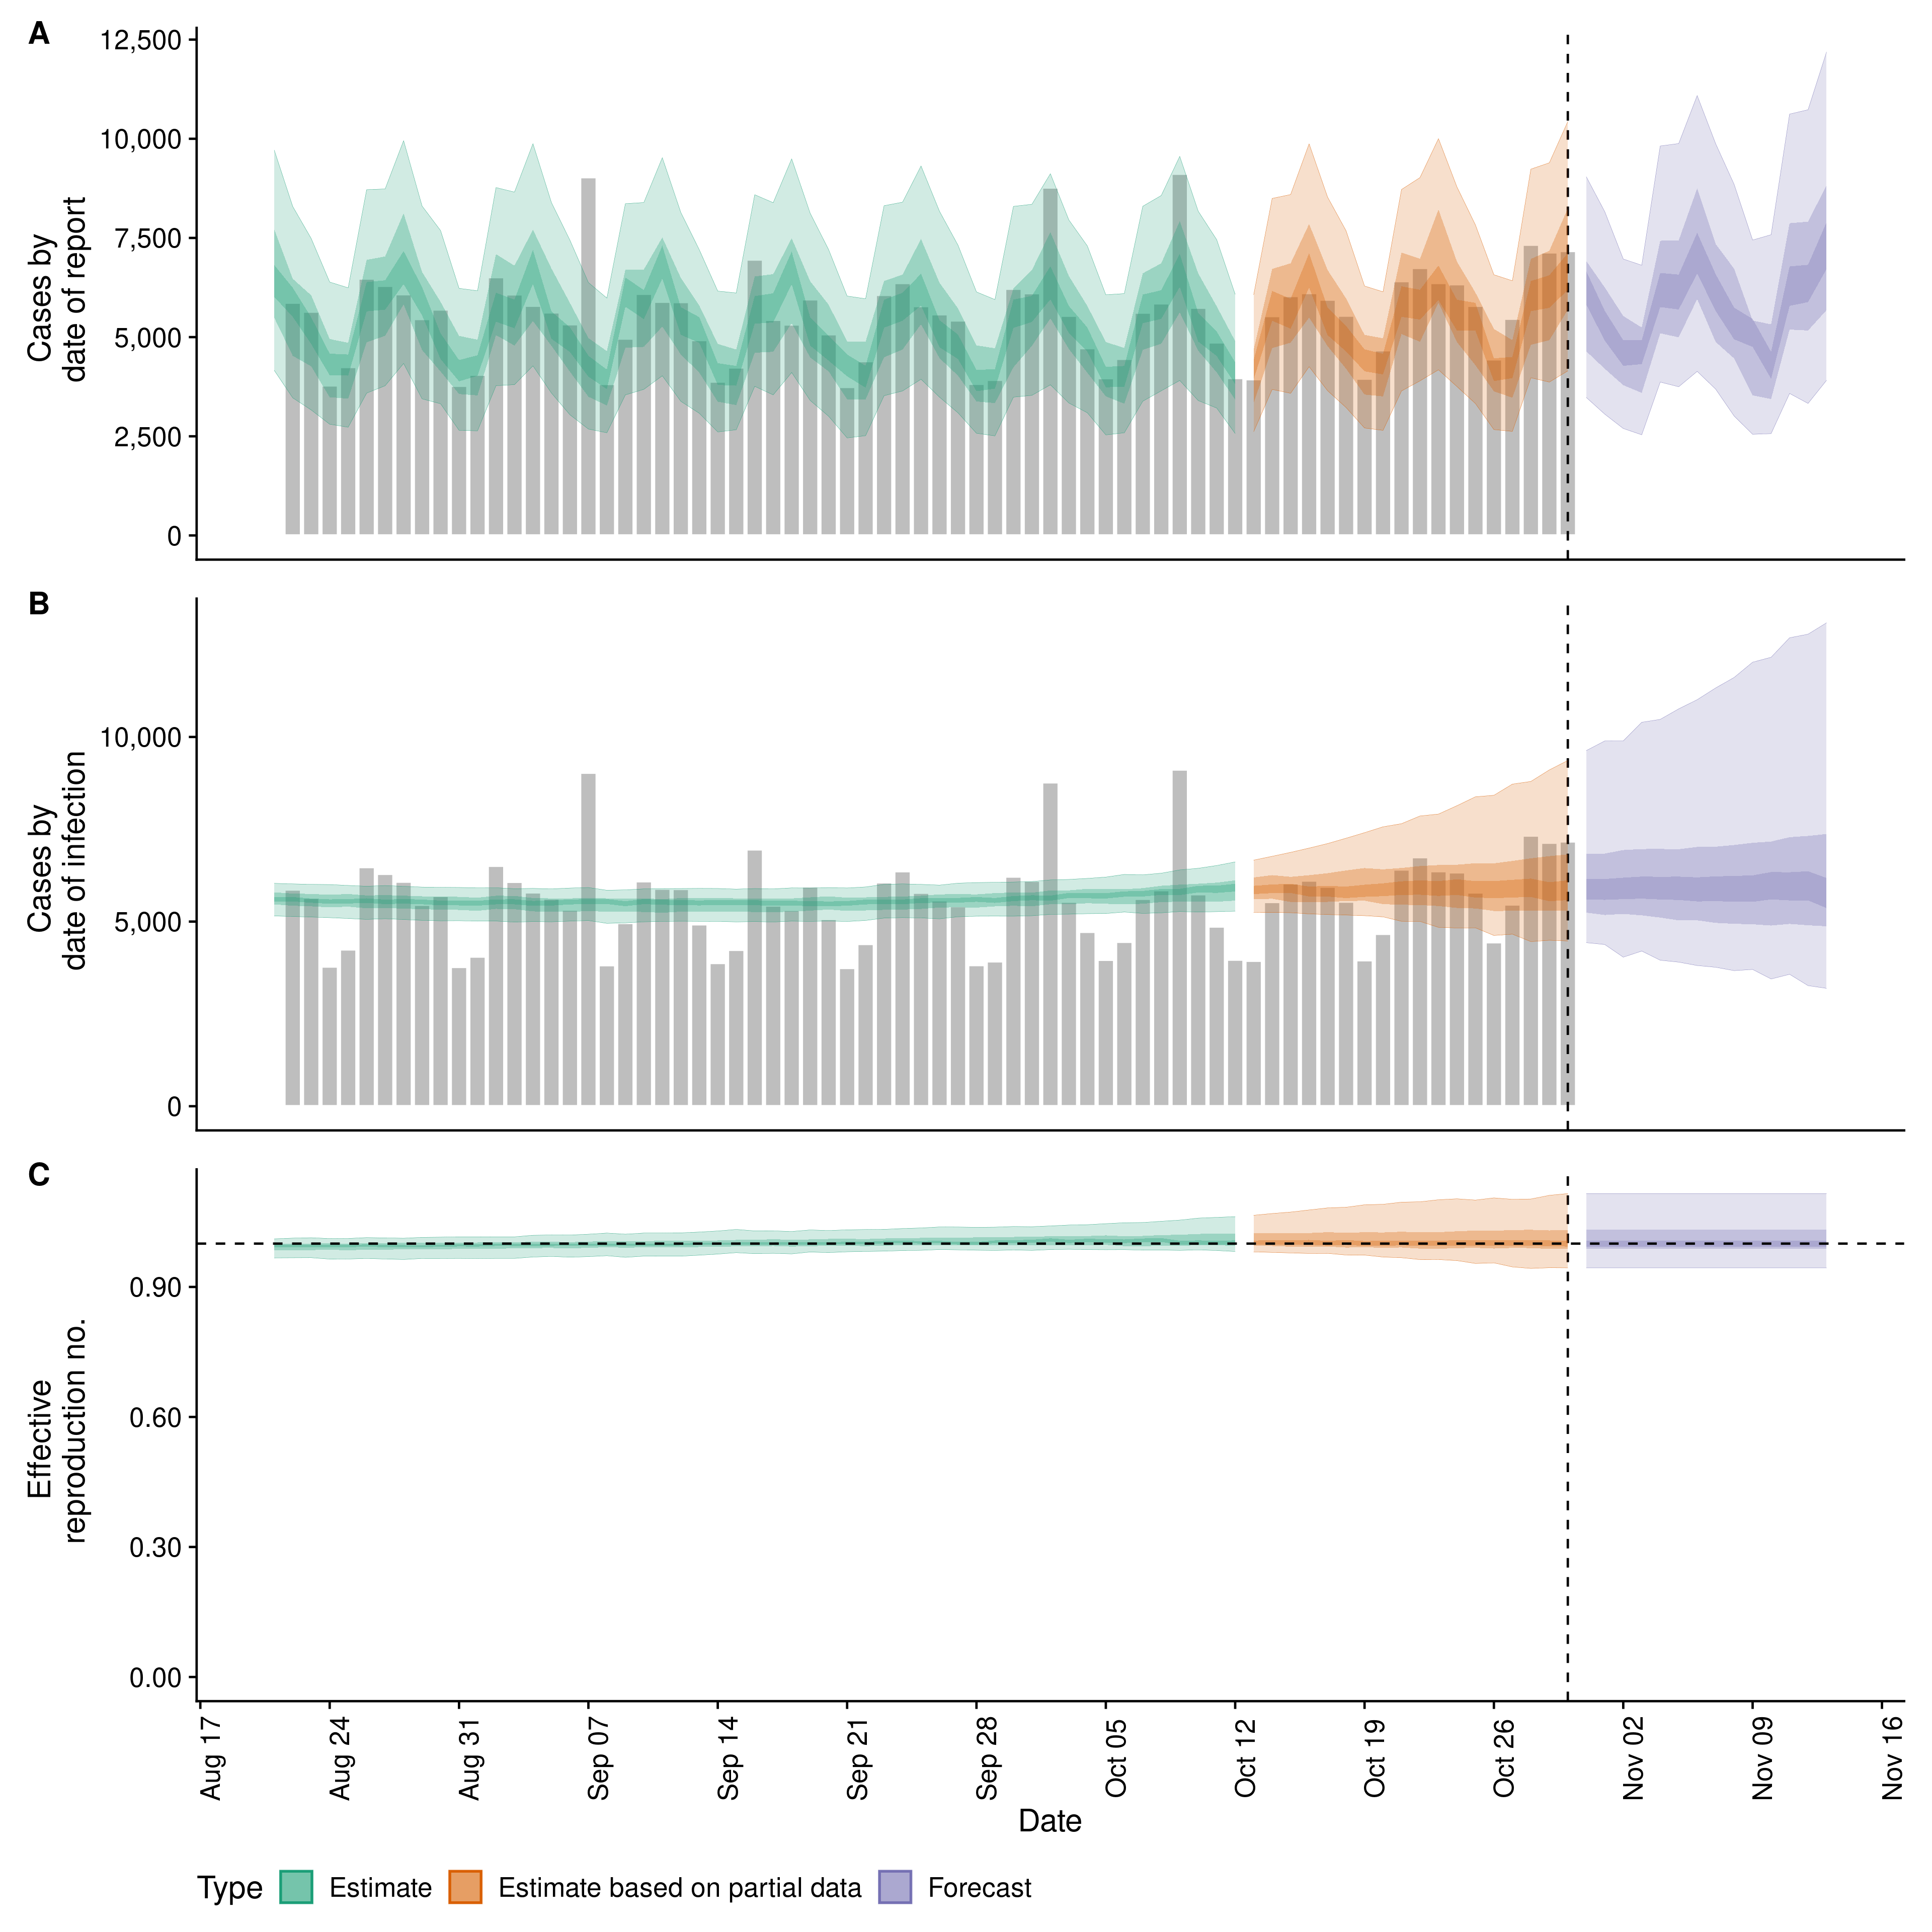 A
12,500
10,000
7,500
5,000
2,500
0
Cases by
date of report
B
10,000
5,000
0
Cases by
date of infection
C
0.90
0.60
0.30
0.00
Effective
reproduction no.
Aug 17
Aug 24
Aug 31
Sep 07
Sep 14
Sep 21
Sep 28
Oct 05
Oct 12
Oct 19
Oct 26
Nov 02
Nov 09
Nov 16
Date
Type Estimate Estimate based on partial data Forecast